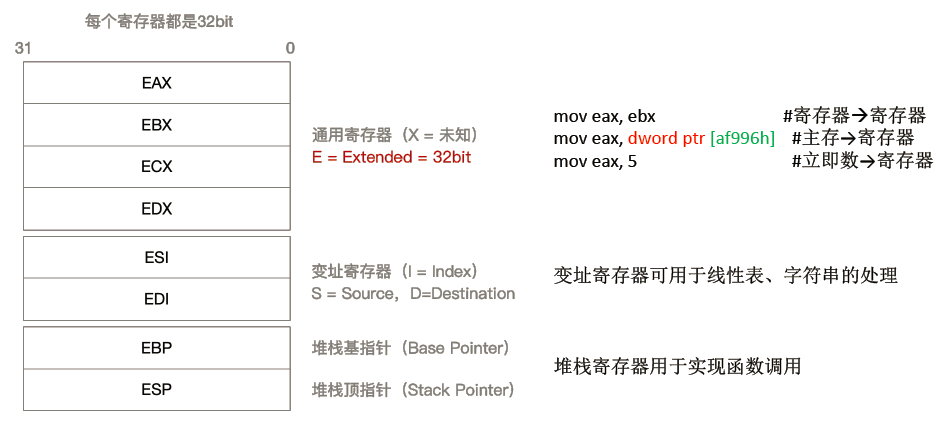 每个寄存器都是32bit
31 0
EAX
EBX
ECX
EDX
通用寄存器（X = 未知）
E = Extended = 32bit
mov eax, ebx #寄存器→寄存器
mov eax, dword ptr [af996h] #主存→寄存器
mov eax, 5 #立即数→寄存器
ESI
EDI
变址寄存器（I = Index）
S = Source，D=Destination
变址寄存器可用于线性表、字符串的处理
EBP
ESP
堆栈基指针（Base Pointer）
堆栈顶指针（Stack Pointer）
堆栈寄存器用于实现函数调用